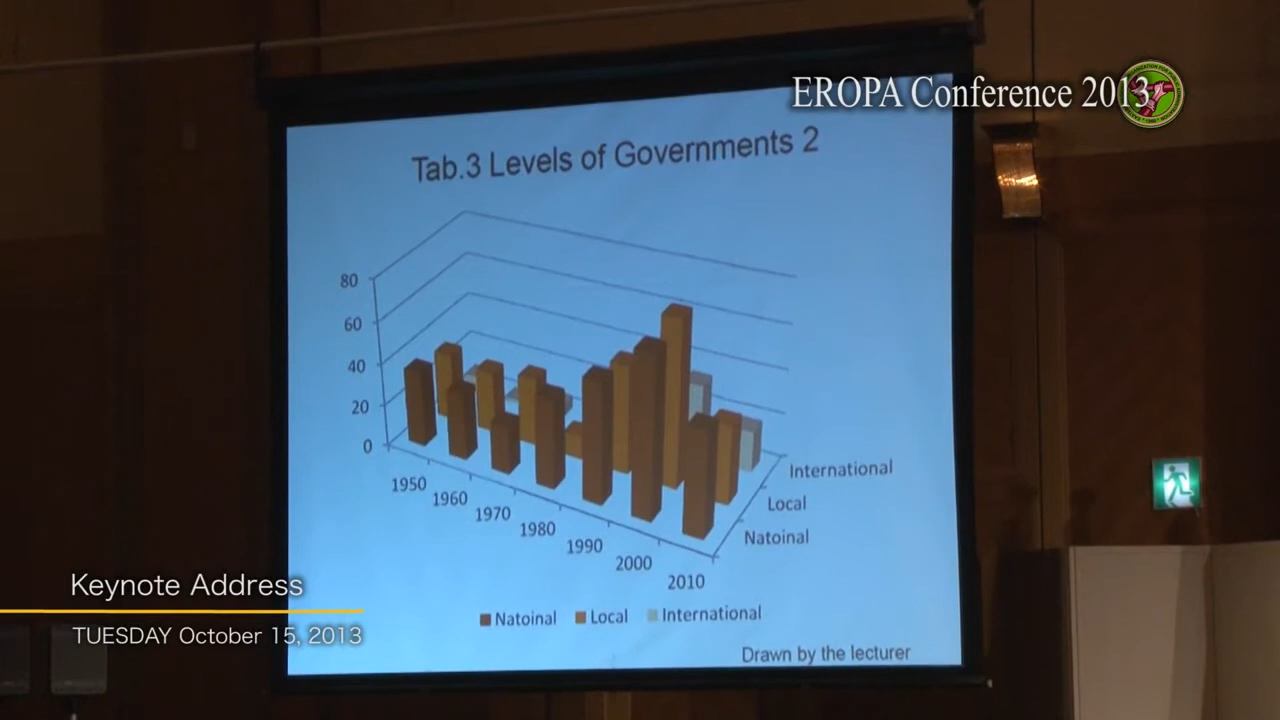 EROPA Conference 2013
Tab.3 Levels of Governments 2
80
60
40
20
0
1950
1960
1970
1980
1990
2000
2010
International
Local
Natoinal
Natoinal
Local
International
Drawn by the lecturer
Keynote Address
TUESDAY October 15, 2013